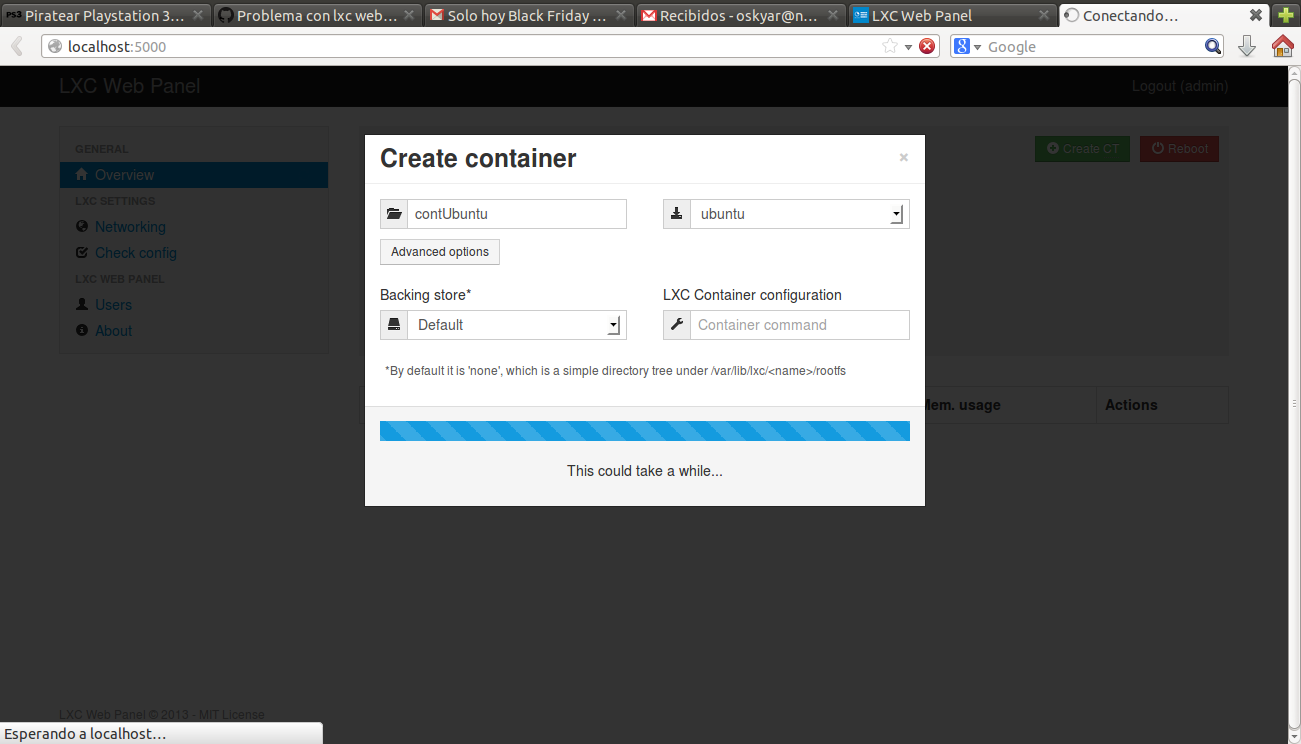 Piratear Playstation 3... Problema con lxc web... Solo hoy Black Friday ... Recibidos - oskyar@n... LXC Web Panel Conectando...
localhost:5000 Google
LXC Web Panel Logout (admin)
GENERAL
Overview
LXC SETTINGS
Networking
Check config
LXC WEB PANEL
Users
About
Create CT Reboot
Create container ×
contUbuntu ubuntu
Advanced options
Backing store* LXC Container configuration
Default Container command
*By default it is 'none', which is a simple directory tree under /var/lib/lxc/<name>/rootfs
Mem. usage Actions
This could take a while...
LXC Web Panel © 2013 - MIT License
Esperando a localhost...